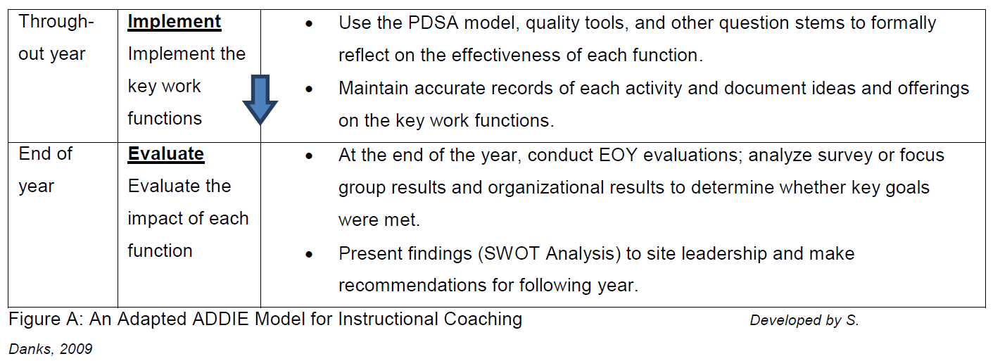 Through-
out year
Implement
Implement the
key work
functions
• Use the PDSA model, quality tools, and other question stems to formally
reflect on the effectiveness of each function.
• Maintain accurate records of each activity and document ideas and offerings
on the key work functions.
End of
year
Evaluate
Evaluate the
impact of each
function
• At the end of the year, conduct EOY evaluations; analyze survey or focus
group results and organizational results to determine whether key goals
were met.
• Present findings (SWOT Analysis) to site leadership and make
recommendations for following year.
Figure A: An Adapted ADDIE Model for Instructional Coaching Developed by S.
Danks, 2009